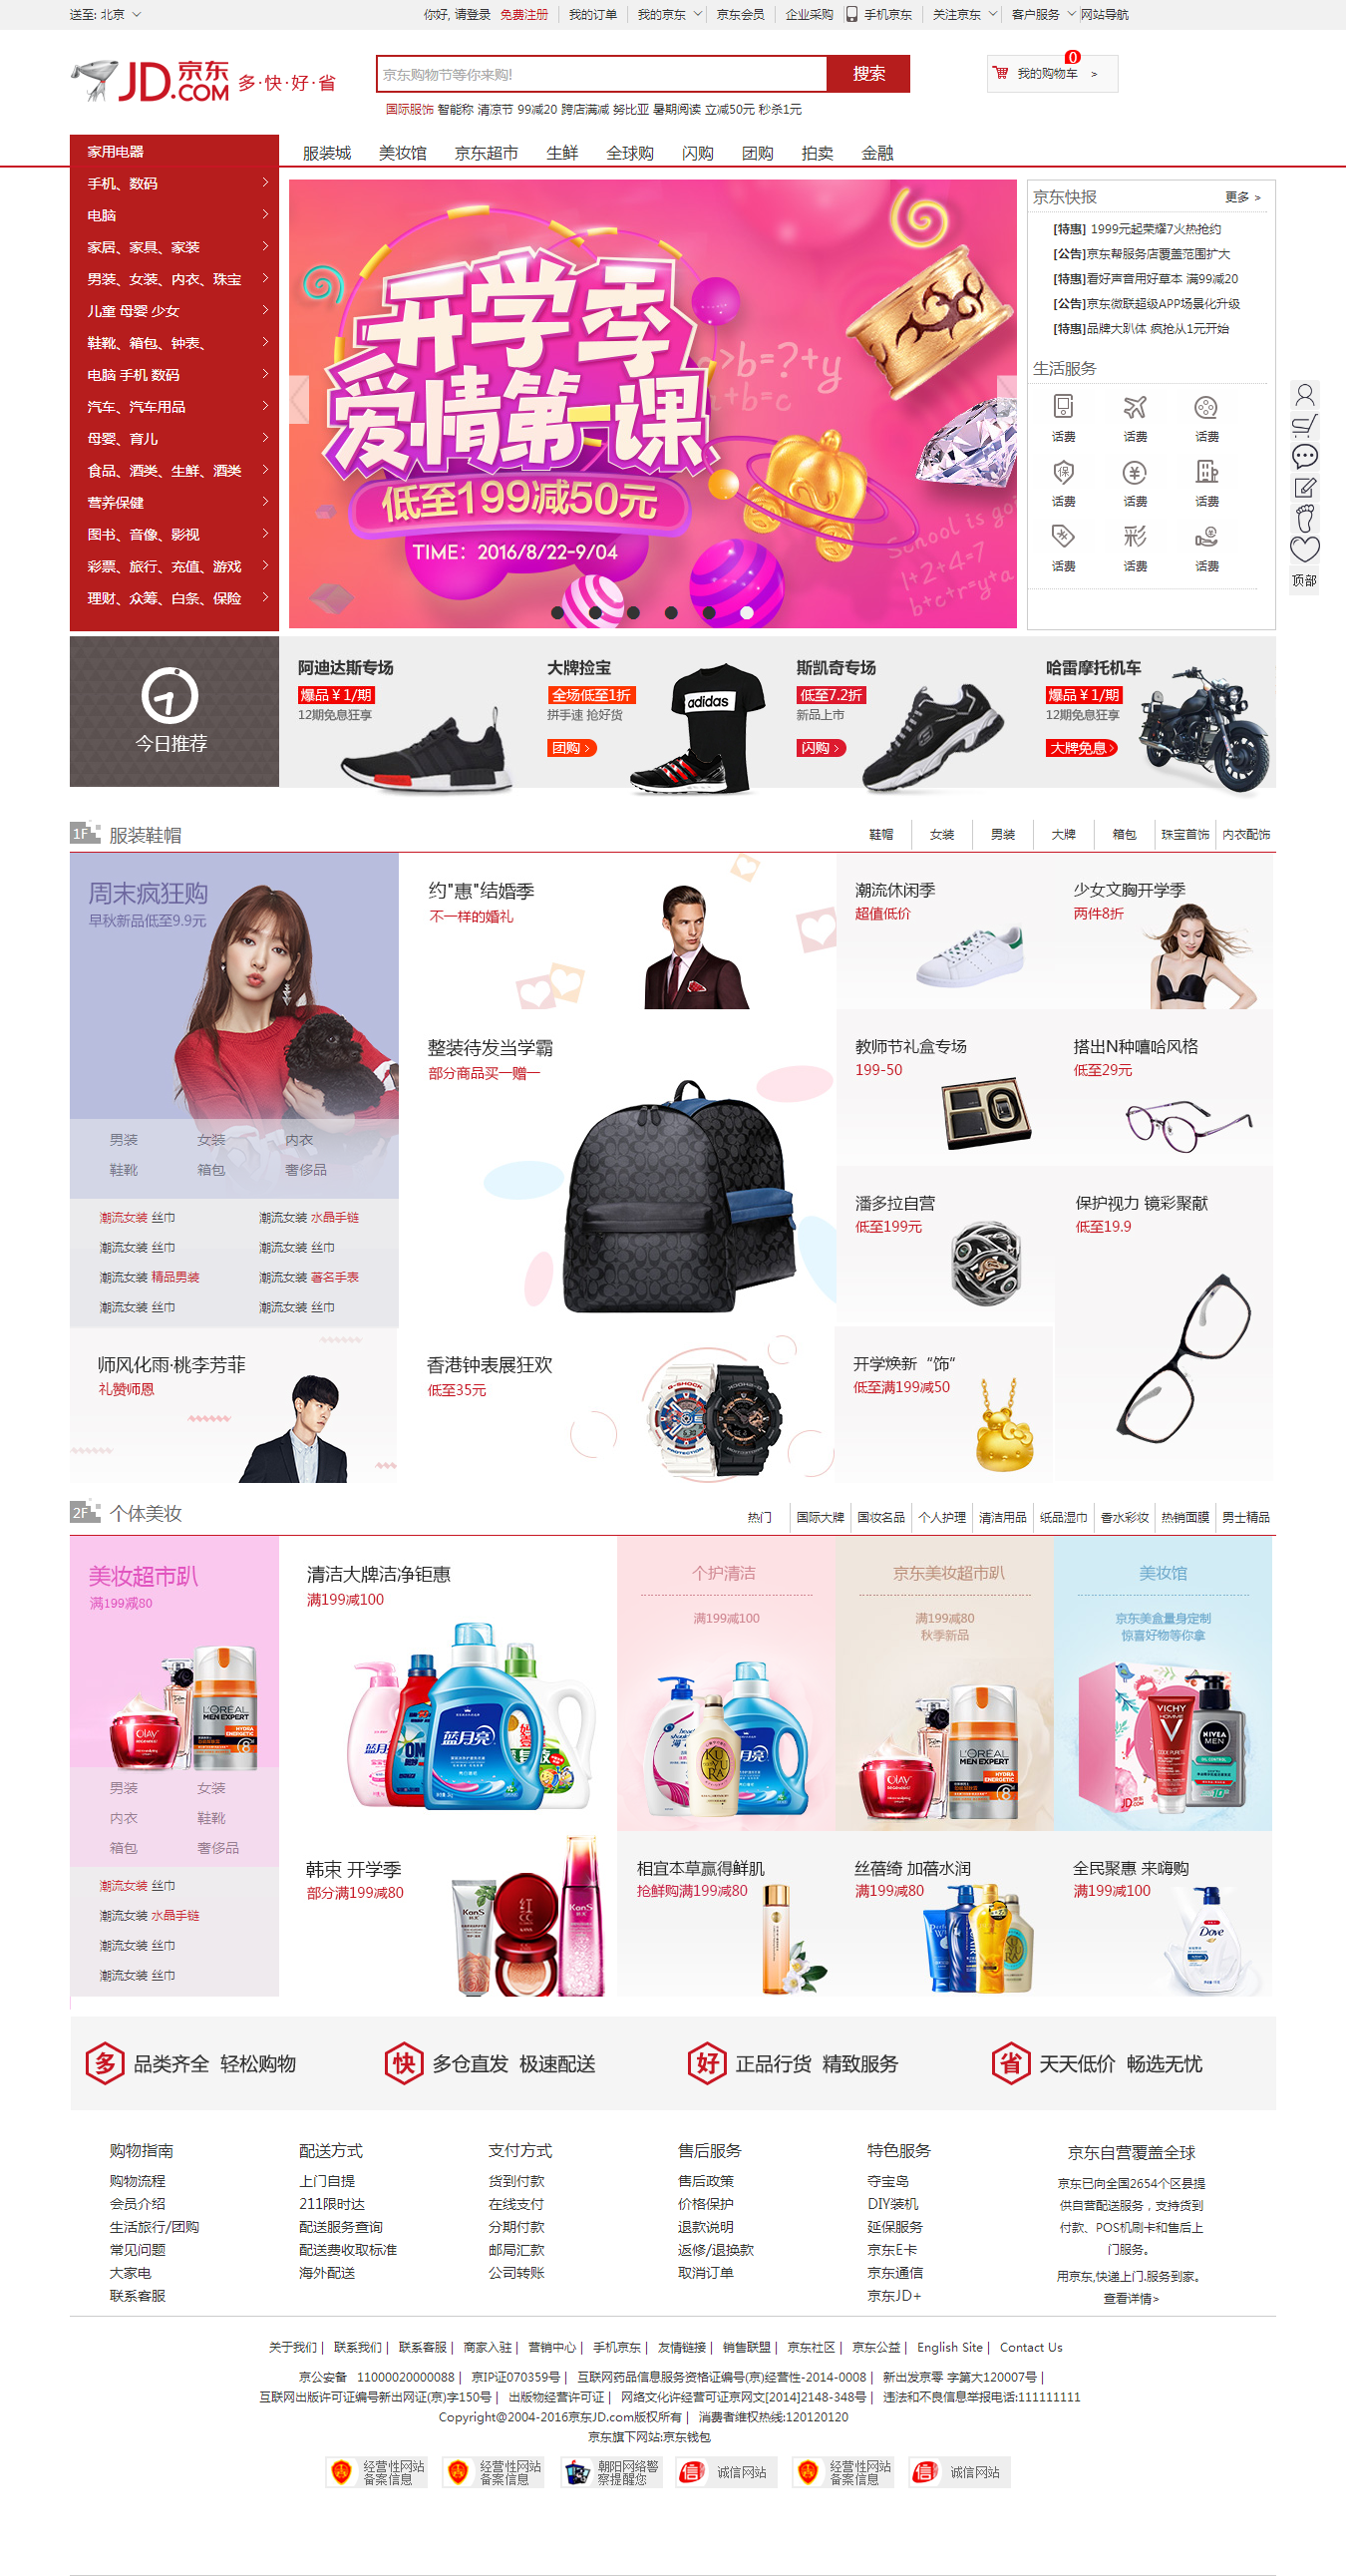 送至: 北京
你好, 请登录 免费注册 我的订单 我的京东 京东会员 企业采购 手机京东 关注京东 客户服务 网站导航
JD.COM 京东 多·快·好·省
京东购物节等你来购!
搜索
0
我的购物车 >
国际服饰 智能称 清凉节 99减20 跨店满减 努比亚 暑期阅读 立减50元 秒杀1元
家用电器
服装城 美妆馆 京东超市 生鲜 全球购 闪购 团购 拍卖 金融
手机、数码
电脑
家居、家具、家装
男装、女装、内衣、珠宝
儿童 母婴 少女
鞋靴、箱包、钟表、
电脑 手机 数码
汽车、汽车用品
母婴、育儿
食品、酒类、生鲜、酒类
营养保健
图书、音像、影视
彩票、旅行、充值、游戏
理财、众筹、白条、保险
开学季
爱情第一课
低至199减50元
TIME：2016/8/22-9/04
a>b=?+y
a+b=c
School is goi
1+2+4=7
b+c+r=y+a
京东快报
更多 >
[特惠] 1999元起荣耀7火热抢约
[公告]京东帮服务店覆盖范围扩大
[特惠]看好声音用好草本 满99减20
[公告]京东微联超级APP场景化升级
[特惠]品牌大趴体 疯抢从1元开始
生活服务
话费 话费 话费
保
话费 话费 话费
彩
话费 话费 话费
顶部
今日推荐
阿迪达斯专场
爆品￥1/期
12期免息狂享
大牌捡宝
全场低至1折
拼手速 抢好货
团购
adidas
斯凯奇专场
低至7.2折
新品上市
闪购
哈雷摩托机车
爆品￥1/期
12期免息狂享
大牌免息
1F 服装鞋帽
鞋帽 女装 男装 大牌 箱包 珠宝首饰 内衣配饰
周末疯狂购
早秋新品低至9.9元
男装 女装 内衣
鞋靴 箱包 奢侈品
潮流女装 丝巾 潮流女装 水晶手链
潮流女装 丝巾 潮流女装 丝巾
潮流女装 精品男装 潮流女装 著名手表
潮流女装 丝巾 潮流女装 丝巾
师风化雨·桃李芳菲
礼赞师恩
约"惠"结婚季
不一样的婚礼
整装待发当学霸
部分商品买一赠一
香港钟表展狂欢
低至35元
G-SHOCK
PROTECTION
潮流休闲季
超值低价
少女文胸开学季
两件8折
教师节礼盒专场
199-50
搭出N种嘻哈风格
低至29元
潘多拉自营
低至199元
保护视力 镜彩聚献
低至19.9
开学焕新“饰”
低至满199减50
2F 个体美妆
热门 国际大牌 国妆名品 个人护理 清洁用品 纸品湿巾 香水彩妆 热销面膜 男士精品
美妆超市趴
满199减80
OLAY
L'OREAL
MEN EXPERT
HYDRA
ENERGETIC
8
男装 女装
内衣 鞋靴
箱包 奢侈品
潮流女装 丝巾
潮流女装 水晶手链
潮流女装 丝巾
潮流女装 丝巾
清洁大牌洁净钜惠
满199减100
蓝月亮
韩束 开学季
部分满199减80
KanS
红CC
KanS
个护清洁
满199减100
head & shoulders
KUYURA
蓝月亮
京东美妆超市趴
满199减80
秋季新品
OLAY
L'OREAL
MEN EXPERT
HYDRA
ENERGETIC
8
美妆馆
京东美盒量身定制
惊喜好物等你拿
VICHY
HOMME
NIVEA
MEN
JD京东
相宜本草赢得鲜肌
抢鲜购满199减80
丝蓓绮 加蓓水润
满199减80
全民聚惠 来嗨购
满199减100
Dove
多 品类齐全 轻松购物
快 多仓直发 极速配送
好 正品行货 精致服务
省 天天低价 畅选无忧
购物指南
购物流程
会员介绍
生活旅行/团购
常见问题
大家电
联系客服
配送方式
上门自提
211限时达
配送服务查询
配送费收取标准
海外配送
支付方式
货到付款
在线支付
分期付款
邮局汇款
公司转账
售后服务
售后政策
价格保护
退款说明
返修/退换款
取消订单
特色服务
夺宝岛
DIY装机
延保服务
京东E卡
京东通信
京东JD+
京东自营覆盖全球
京东已向全国2654个区县提
供自营配送服务，支持货到
付款、POS机刷卡和售后上
门服务。
用京东,快递上门.服务到家。
查看详情>
关于我们 | 联系我们 | 联系客服 | 商家入驻 | 营销中心 | 手机京东 | 友情链接 | 销售联盟 | 京东社区 | 京东公益 | English Site | Contact Us
京公安备 11000020000088 | 京IP证070359号 | 互联网药品信息服务资格证编号(京)经营性-2014-0008 | 新出发京零 字第大120007号 |
互联网出版许可证编号新出网证(京)字150号 | 出版物经营许可证 | 网络文化许经营可证京网文[2014]2148-348号 | 违法和不良信息举报电话:111111111
Copyright@2004-2016京东JD.com版权所有 | 消费者维权热线:120120120
京东旗下网站:京东钱包
经营性网站
备案信息
经营性网站
备案信息
朝阳网络警
察提醒您
信 诚信网站
经营性网站
备案信息
信 诚信网站